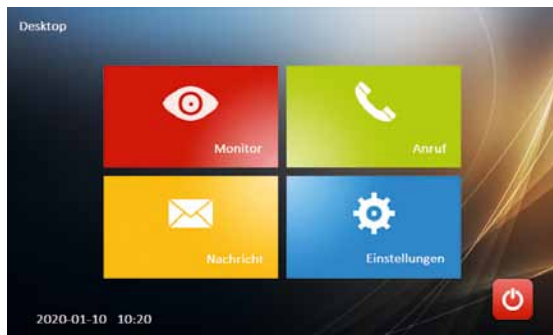 Desktop
Monitor
Anruf
Nachricht
Einstellungen
2020-01-10 10:20